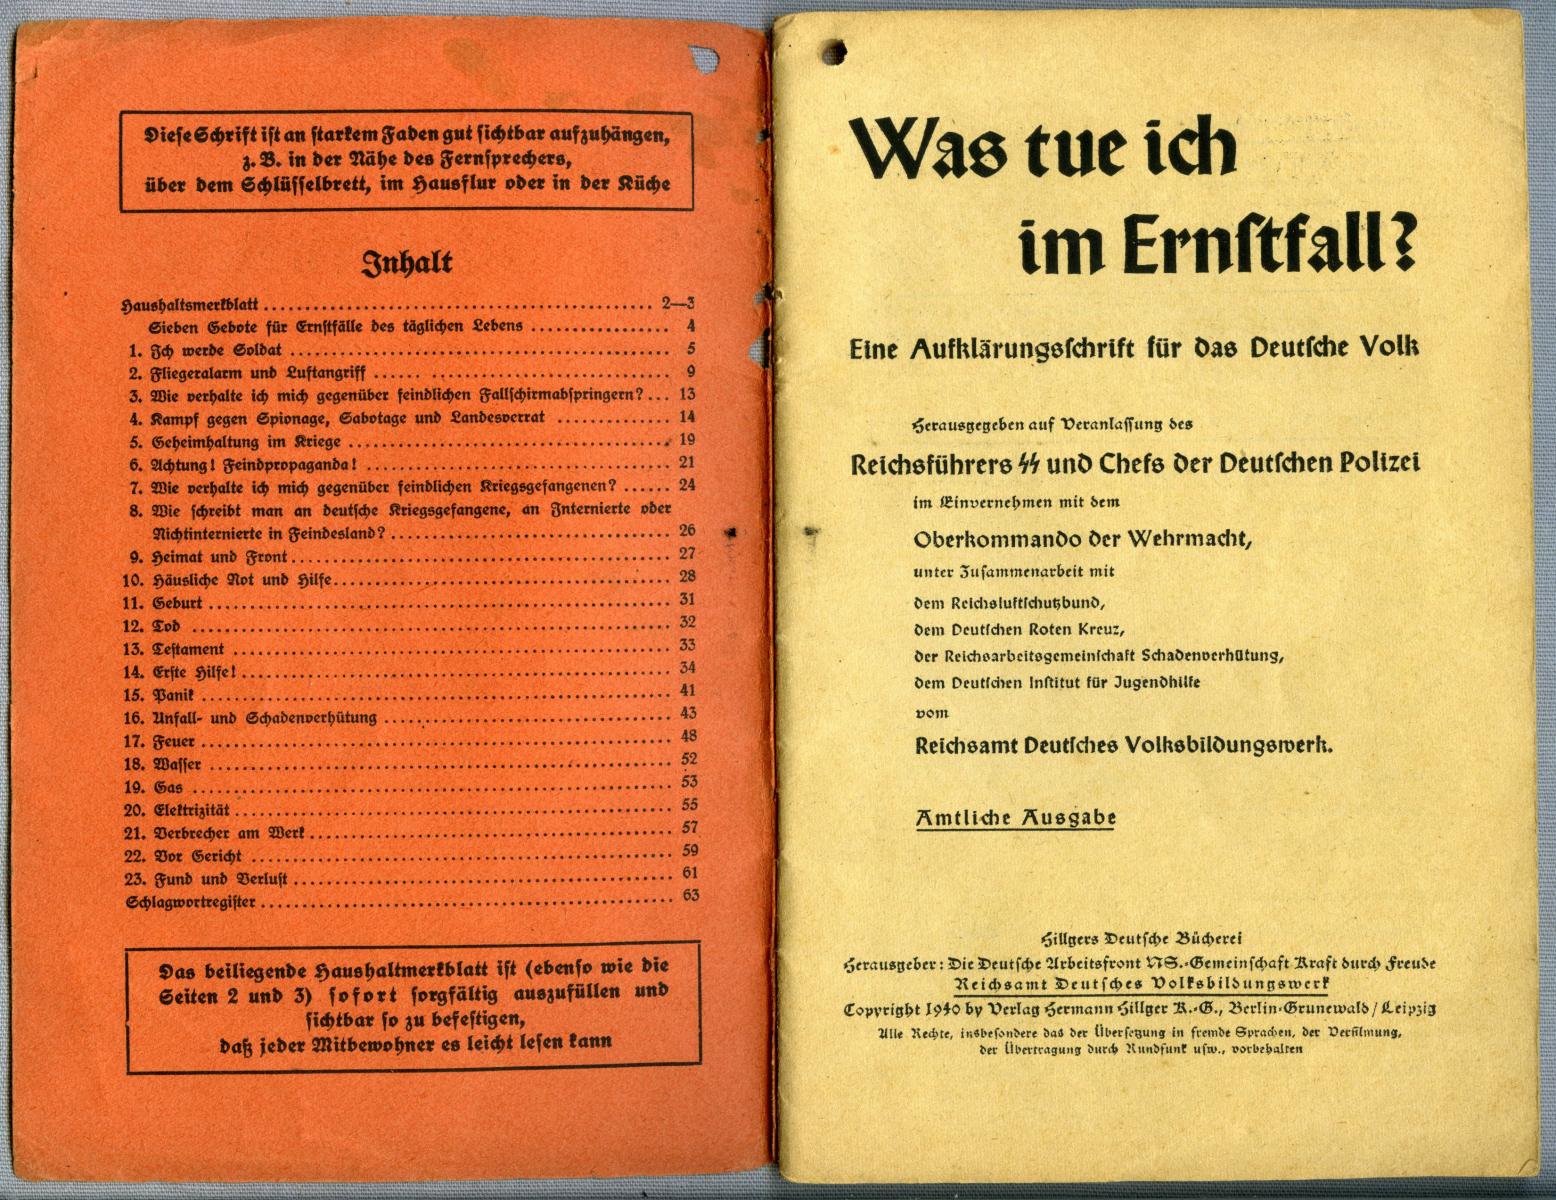 Diese Schrift ist an starkem Faden gut sichtbar aufzuhängen,
z. B. in der Nähe des Fernsprechers,
über dem Schlüsselbrett, im Hausflur oder in der Küche
Inhalt
Haushaltsmerkblatt ........ 2—3
Sieben Gebote für Ernstfälle des täglichen Lebens ........ 4
1. Ich werde Soldat ........ 5
2. Fliegeralarm und Luftangriff ........ 9
3. Wie verhalte ich mich gegenüber feindlichen Fallschirmabspringern? ... 13
4. Kampf gegen Spionage, Sabotage und Landesverrat ........ 14
5. Geheimhaltung im Kriege ........ 19
6. Achtung! Feindpropaganda! ........ 21
7. Wie verhalte ich mich gegenüber feindlichen Kriegsgefangenen? ...... 24
8. Wie schreibt man an deutsche Kriegsgefangene, an Internierte oder
Nichtinternierte in Feindesland? ........ 26
9. Heimat und Front ........ 27
10. Häusliche Not und Hilfe ........ 28
11. Geburt ........ 31
12. Tod ........ 32
13. Testament ........ 33
14. Erste Hilfe! ........ 34
15. Panik ........ 41
16. Unfall- und Schadenverhütung ........ 43
17. Feuer ........ 48
18. Wasser ........ 52
19. Gas ........ 53
20. Elektrizität ........ 55
21. Verbrecher am Werk ........ 57
22. Vor Gericht ........ 59
23. Fund und Verlust ........ 61
Schlagwortregister ........ 63
Das beiliegende Haushaltmerkblatt ist (ebenso wie die
Seiten 2 und 3) sofort sorgfältig auszufüllen und
sichtbar so zu befestigen,
daß jeder Mitbewohner es leicht lesen kann
Was tue ich
im Ernstfall?
Eine Aufklärungsschrift für das Deutsche Volk
Herausgegeben auf Veranlassung des
Reichsführers SS und Chefs der Deutschen Polizei
im Einvernehmen mit dem
Oberkommando der Wehrmacht,
unter Zusammenarbeit mit
dem Reichsluftschutzbund,
dem Deutschen Roten Kreuz,
der Reichsarbeitsgemeinschaft Schadenverhütung,
dem Deutschen Institut für Jugendhilfe
vom
Reichsamt Deutsches Volksbildungswerk.
Amtliche Ausgabe
Hillgers Deutsche Bücherei
Herausgeber: Die Deutsche Arbeitsfront NS.-Gemeinschaft Kraft durch Freude
Reichsamt Deutsches Volksbildungswerk
Copyright 1940 by Verlag Hermann Hillger K.-G., Berlin-Grunewald / Leipzig
Alle Rechte, insbesondere das der Übersetzung in fremde Sprachen, der Verfilmung,
der Übertragung durch Rundfunk usw., vorbehalten